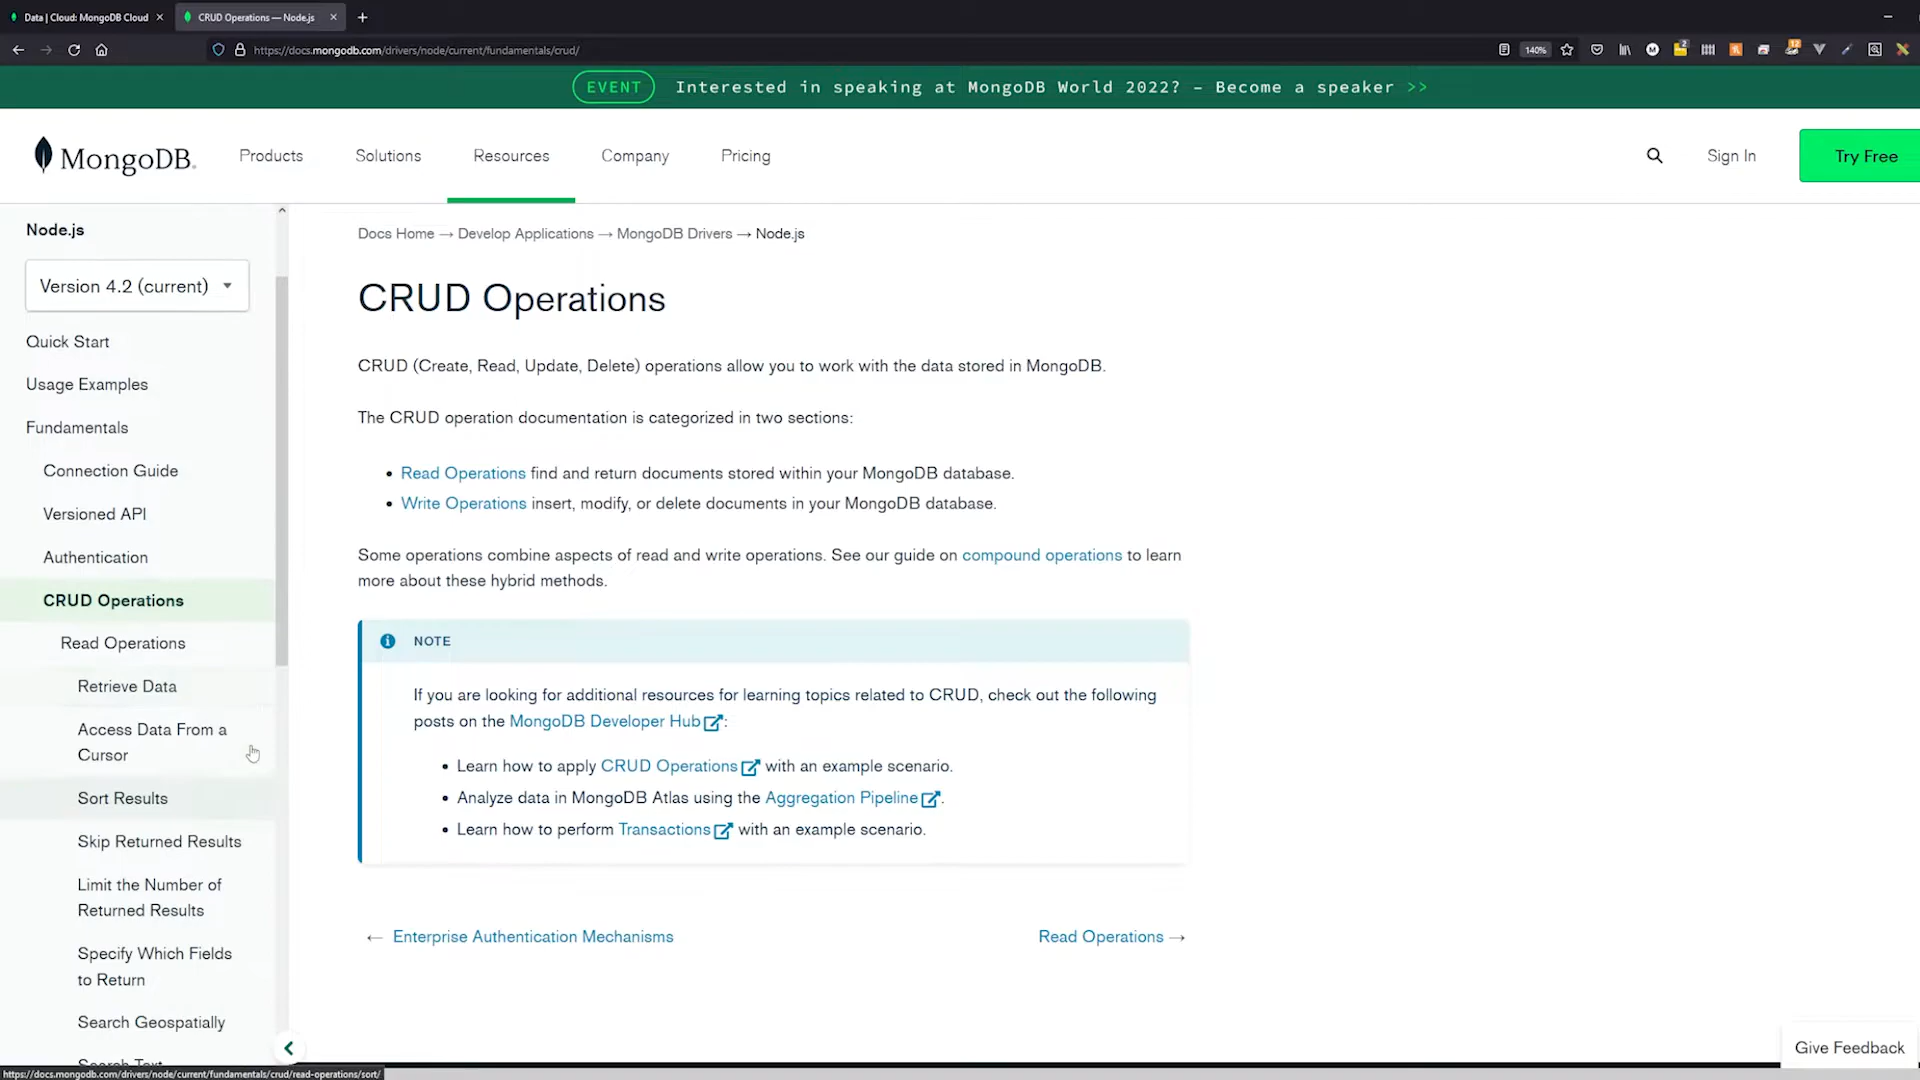 Data | Cloud: MongoDB Cloud
CRUD Operations — Node.js
https://docs.mongodb.com/drivers/node/current/fundamentals/crud/
140%
2
12
EVENT
Interested in speaking at MongoDB World 2022? – Become a speaker >>
MongoDB.
Products
Solutions
Resources
Company
Pricing
Sign In
Try Free
Node.js
Version 4.2 (current)
Quick Start
Usage Examples
Fundamentals
Connection Guide
Versioned API
Authentication
CRUD Operations
Read Operations
Retrieve Data
Access Data From a
Cursor
Sort Results
Skip Returned Results
Limit the Number of
Returned Results
Specify Which Fields
to Return
Search Geospatially
Search Text
Docs Home → Develop Applications → MongoDB Drivers → Node.js
CRUD Operations
CRUD (Create, Read, Update, Delete) operations allow you to work with the data stored in MongoDB.
The CRUD operation documentation is categorized in two sections:
• Read Operations find and return documents stored within your MongoDB database.
• Write Operations insert, modify, or delete documents in your MongoDB database.
Some operations combine aspects of read and write operations. See our guide on compound operations to learn
more about these hybrid methods.
NOTE
If you are looking for additional resources for learning topics related to CRUD, check out the following
posts on the MongoDB Developer Hub:
• Learn how to apply CRUD Operations with an example scenario.
• Analyze data in MongoDB Atlas using the Aggregation Pipeline.
• Learn how to perform Transactions with an example scenario.
← Enterprise Authentication Mechanisms
Read Operations →
Give Feedback
https://docs.mongodb.com/drivers/node/current/fundamentals/crud/read-operations/sort/